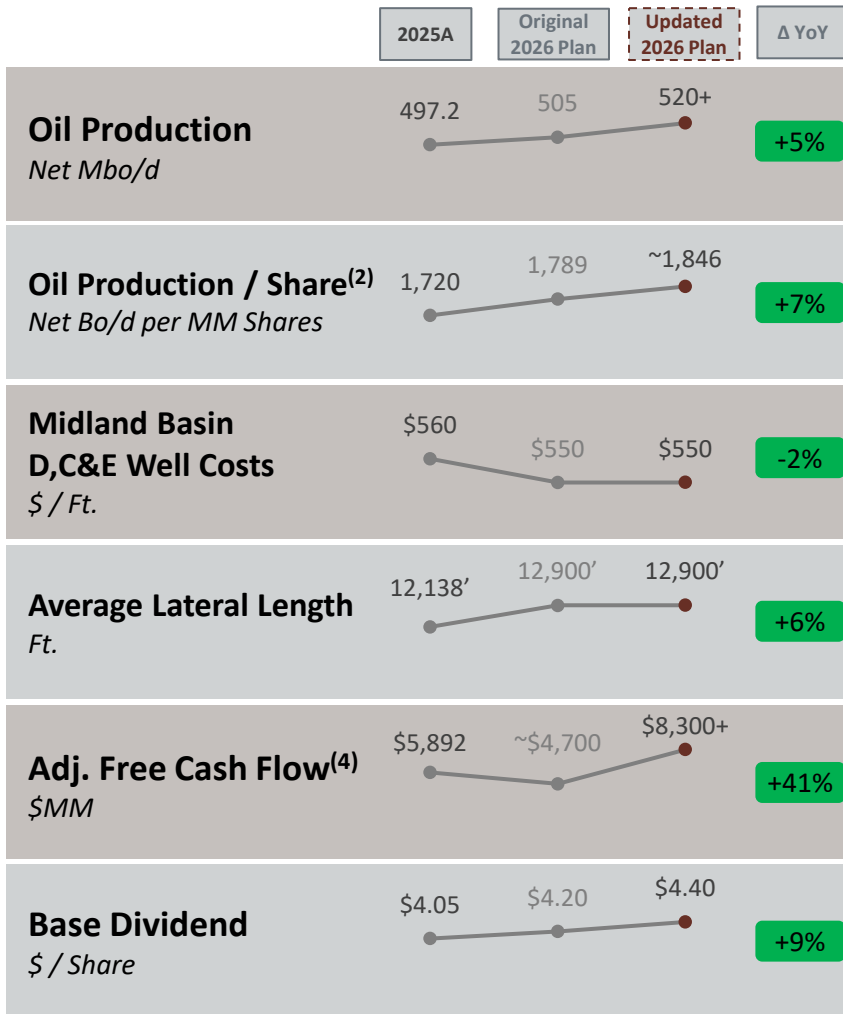 2025A
Original
2026 Plan
Updated
2026 Plan
Δ YoY
Oil Production
Net Mbo/d
497.2
505
520+
+5%
Oil Production / Share(2)
Net Bo/d per MM Shares
1,720
1,789
~1,846
+7%
Midland Basin
D,C&E Well Costs
$ / Ft.
$560
$550
$550
-2%
Average Lateral Length
Ft.
12,138’
12,900’
12,900’
+6%
Adj. Free Cash Flow(4)
$MM
$5,892
~$4,700
$8,300+
+41%
Base Dividend
$ / Share
$4.05
$4.20
$4.40
+9%